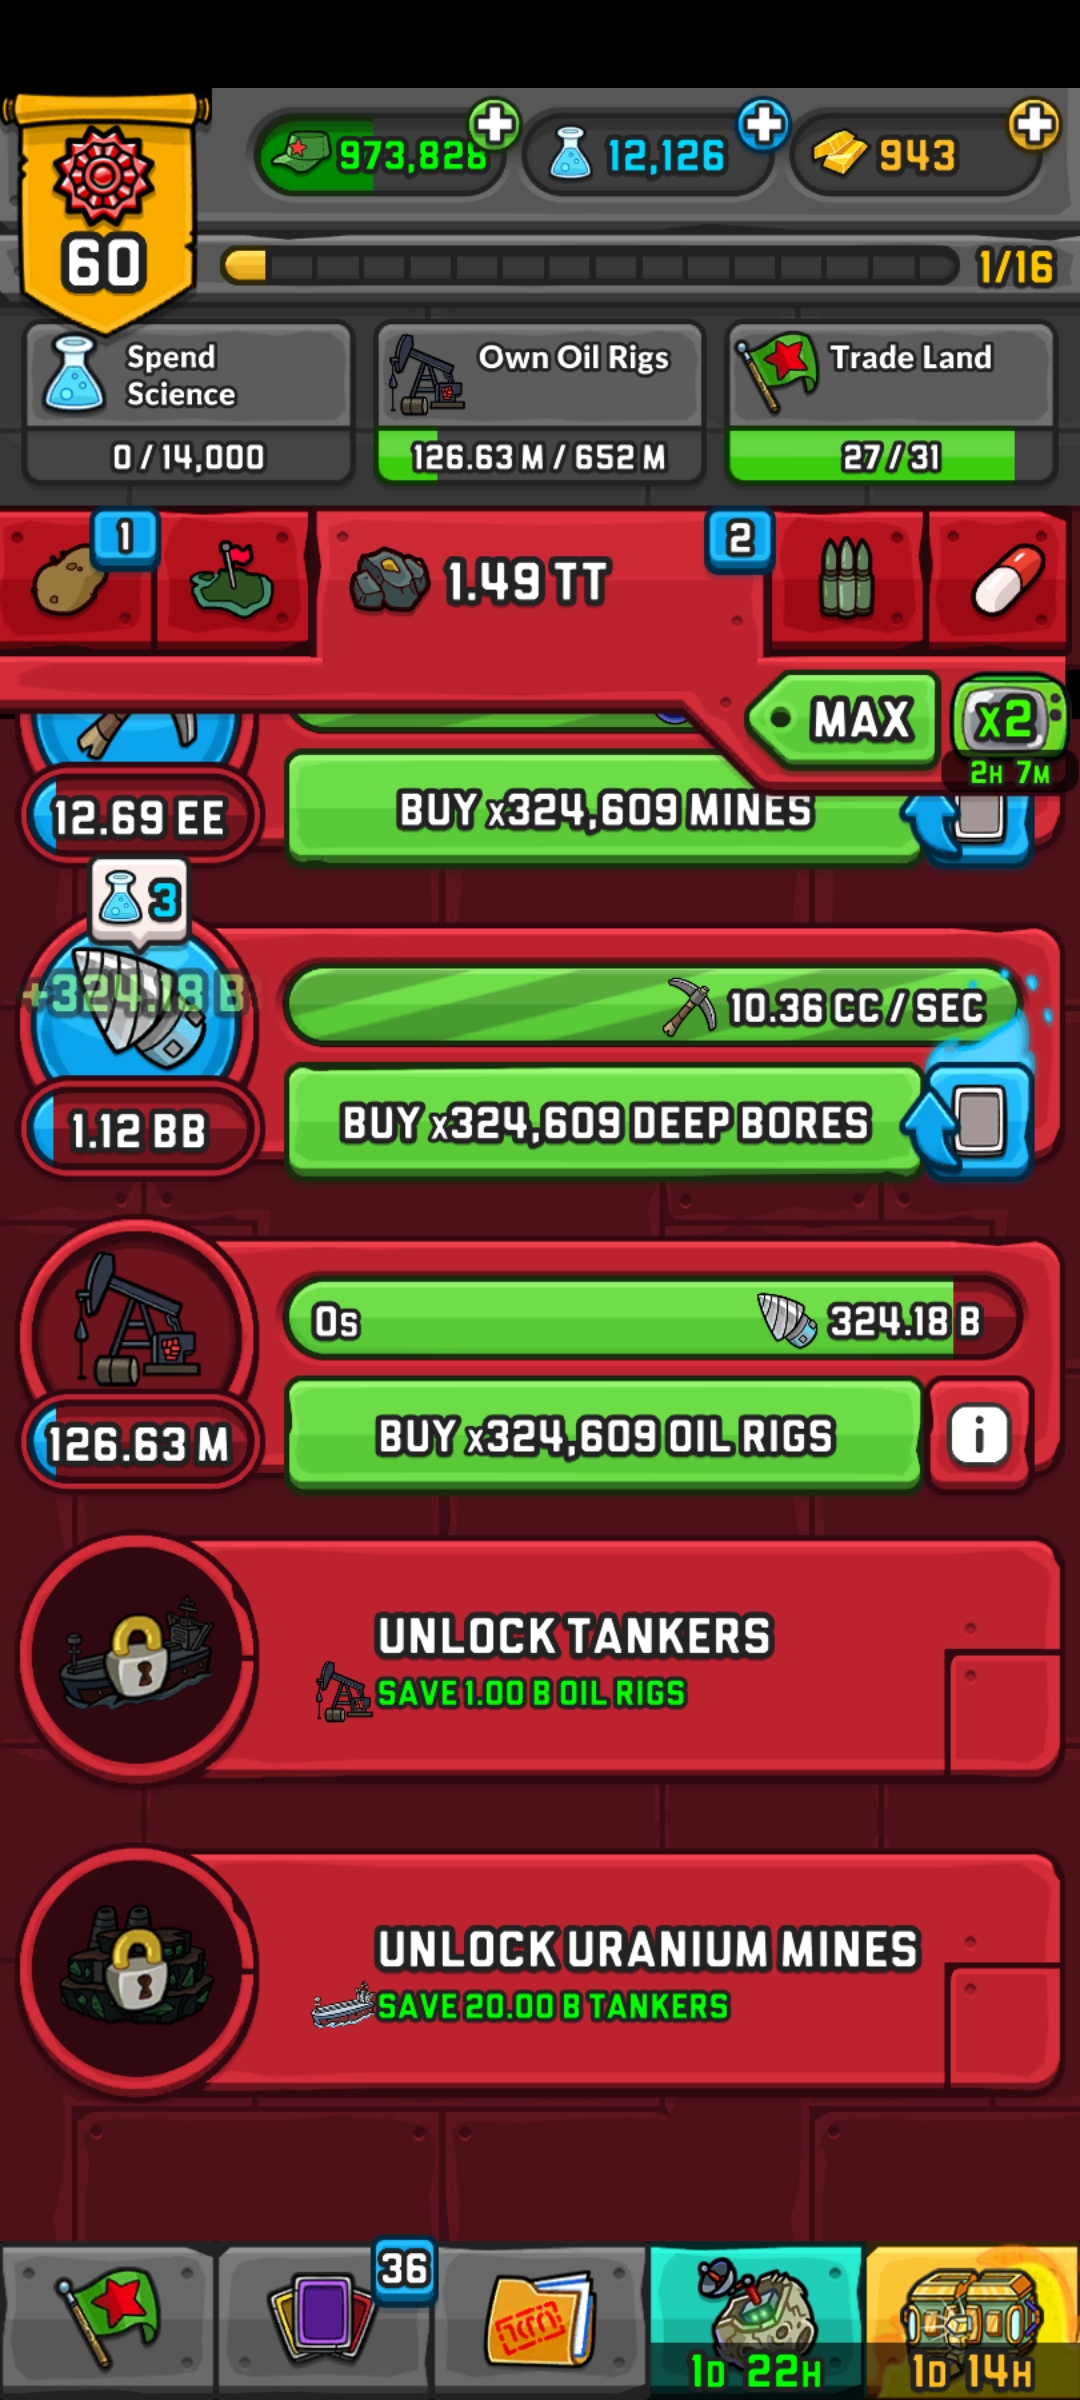 973,828
12,126
943
60
1/16
Spend
Science
Own Oil Rigs
Trade Land
0 / 14,000
126.63 M / 652 M
27 / 31
1
2
1.49 TT
MAX
x2
2H 7M
12.69 EE
BUY x324,609 MINES
3
+324.18 B
10.36 CC / SEC
1.12 BB
BUY x324,609 DEEP BORES
0s
324.18 B
126.63 M
BUY x324,609 OIL RIGS
i
UNLOCK TANKERS
SAVE 1.00 B OIL RIGS
UNLOCK URANIUM MINES
SAVE 20.00 B TANKERS
36
1D 22H
1D 14H